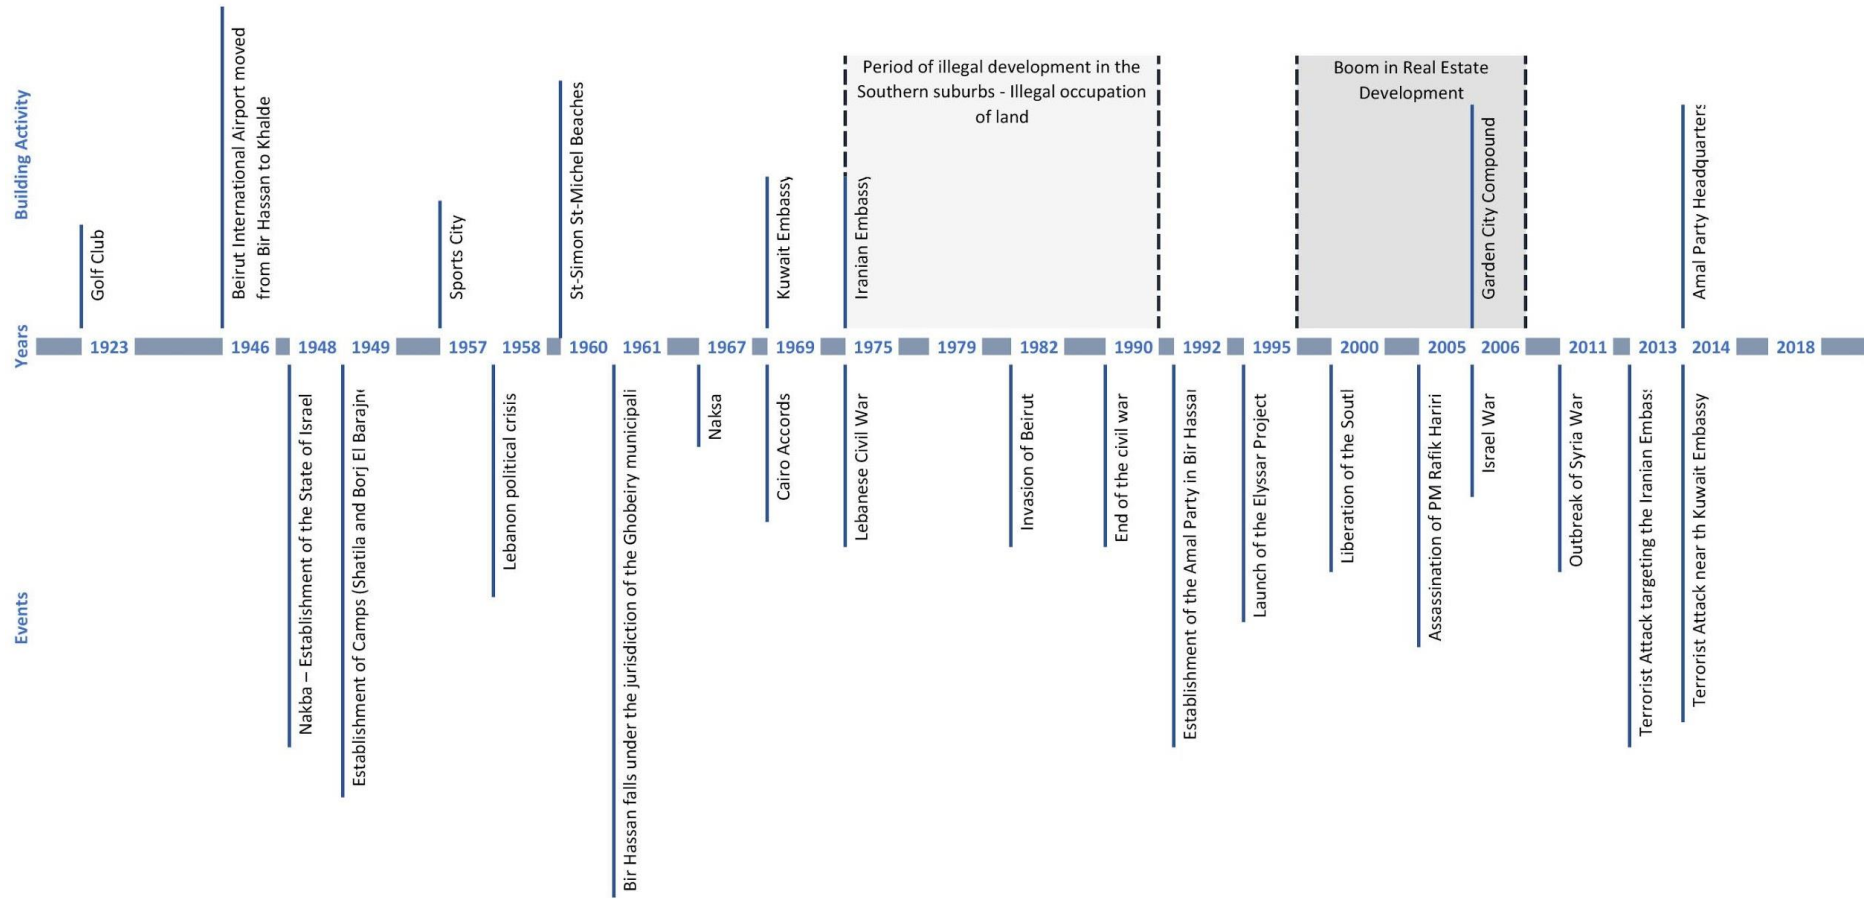 Building Activity
Golf Club
Beirut International Airport moved
from Bir Hassan to Khalde
Sports City
St-Simon St-Michel Beaches
Kuwait Embassy
Iranian Embassy
Period of illegal development in the
Southern suburbs - Illegal occupation
of land
Boom in Real Estate
Development
Garden City Compound
Amal Party Headquarters
Years
1923
1946
1948
1949
1957
1958
1960
1961
1967
1969
1975
1979
1982
1990
1992
1995
2000
2005
2006
2011
2013
2014
2018
Events
Nakba – Establishment of the State of Israel
Establishment of Camps (Shatila and Borj El Barajne
Lebanon political crisis
Bir Hassan falls under the jurisdiction of the Ghobeiry municipali
Naksa
Cairo Accords
Lebanese Civil War
Invasion of Beirut
End of the civil war
Establishment of the Amal Party in Bir Hassan
Launch of the Elyssar Project
Liberation of the South
Assassination of PM Rafik Hariri
Israel War
Outbreak of Syria War
Terrorist Attack targeting the Iranian Embass
Terrorist Attack near th Kuwait Embassy